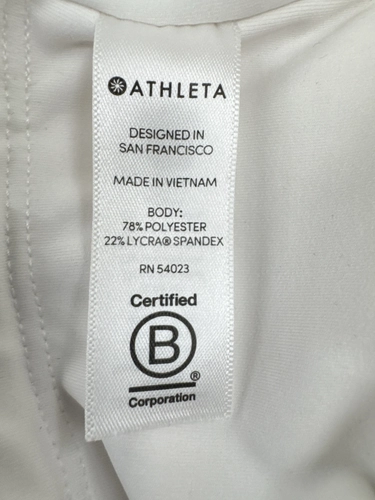 ATHLETA
DESIGNED IN
SAN FRANCISCO
MADE IN VIETNAM
BODY:
78% POLYESTER
22% LYCRA® SPANDEX
RN 54023
Certified
B
®
Corporation